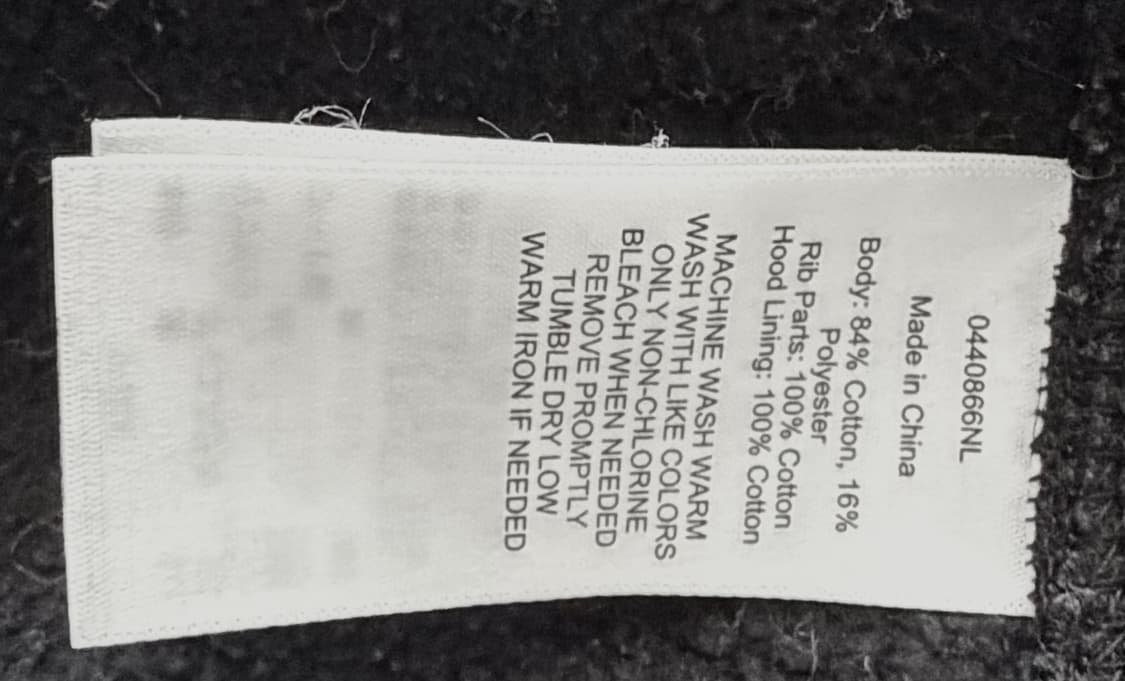 0440866NL
Made in China
Body: 84% Cotton, 16%
Polyester
Rib Parts: 100% Cotton
Hood Lining: 100% Cotton
MACHINE WASH WARM
WASH WITH LIKE COLORS
ONLY NON-CHLORINE
BLEACH WHEN NEEDED
REMOVE PROMPTLY
TUMBLE DRY LOW
WARM IRON IF NEEDED